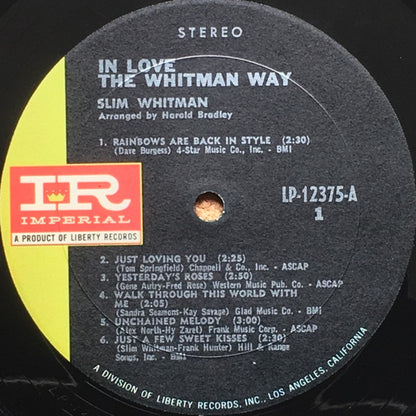 STEREO
IN LOVE
THE WHITMAN WAY
SLIM WHITMAN
Arranged by Harold Bradley
1. RAINBOWS ARE BACK IN STYLE (2:30)
(Dave Burgess) 4-Star Music Co., Inc. - BMI
IR
IMPERIAL
A PRODUCT OF LIBERTY RECORDS
LP-12375-A
1
2. JUST LOVING YOU (2:25)
(Tom Springfield) Chappell & Co., Inc. - ASCAP
3. YESTERDAY'S ROSES (2:50)
(Gene Autry-Fred Rose) Western Music Pub. Co. - ASCAP
4. WALK THROUGH THIS WORLD WITH
ME (2:05)
(Sandra Seamons-Kay Savage) Glad Music Co. - BMI
5. UNCHAINED MELODY (3:00)
(Alex North-Hy Zaret) Frank Music Corp. - ASCAP
6. JUST A FEW SWEET KISSES (2:30)
(Slim Whitman-Frank Hunter) Hill & Range
Songs, Inc. - BMI
A DIVISION OF LIBERTY RECORDS, INC., LOS ANGELES, CALIFORNIA